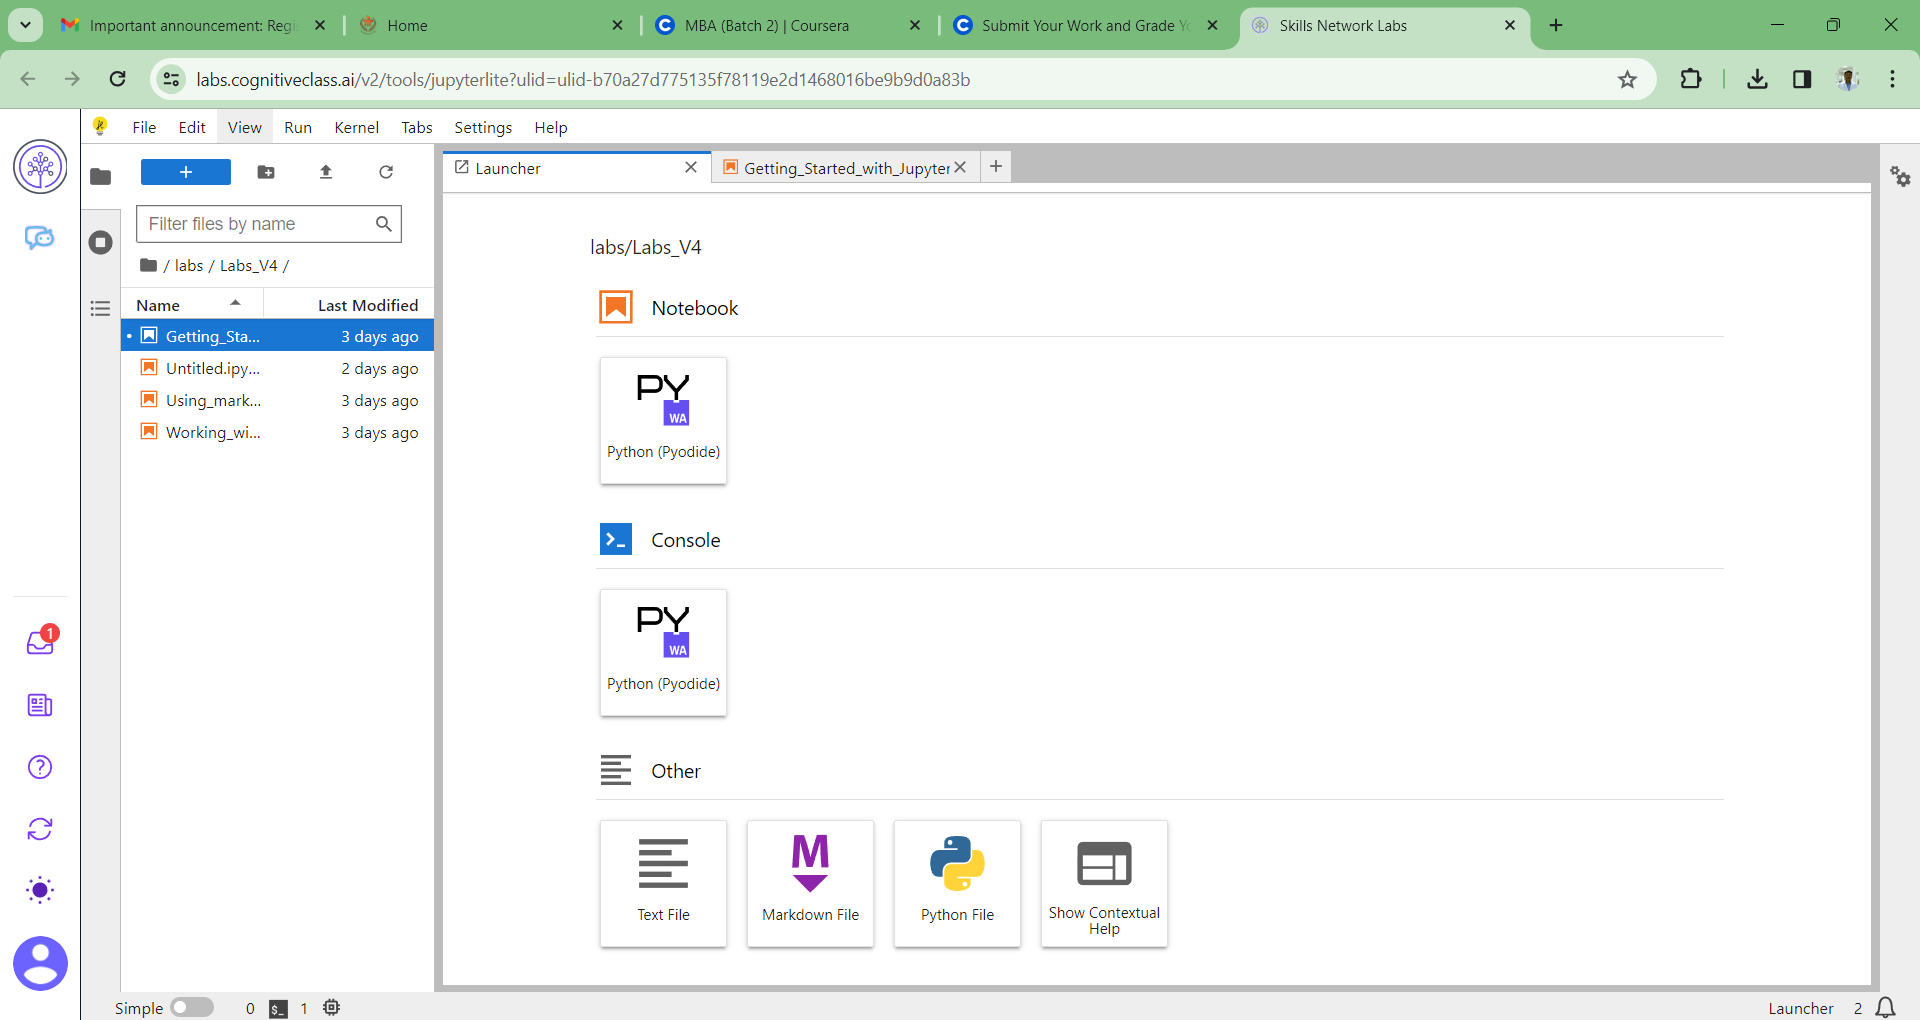 Important announcement: Regi
Home
MBA (Batch 2) | Coursera
Submit Your Work and Grade Yo
Skills Network Labs
labs.cognitiveclass.ai/v2/tools/jupyterlite?ulid=ulid-b70a27d775135f78119e2d1468016be9b9d0a83b
File Edit View Run Kernel Tabs Settings Help
Launcher
Getting_Started_with_Jupyter
Filter files by name
/ labs / Labs_V4 /
Name Last Modified
Getting_Sta... 3 days ago
Untitled.ipy... 2 days ago
Using_mark... 3 days ago
Working_wi... 3 days ago
labs/Labs_V4
Notebook
PY
WA
Python (Pyodide)
Console
PY
WA
Python (Pyodide)
Other
M
Text File
Markdown File
Python File
Show Contextual
Help
1
Simple 0 $_ 1
Launcher 2